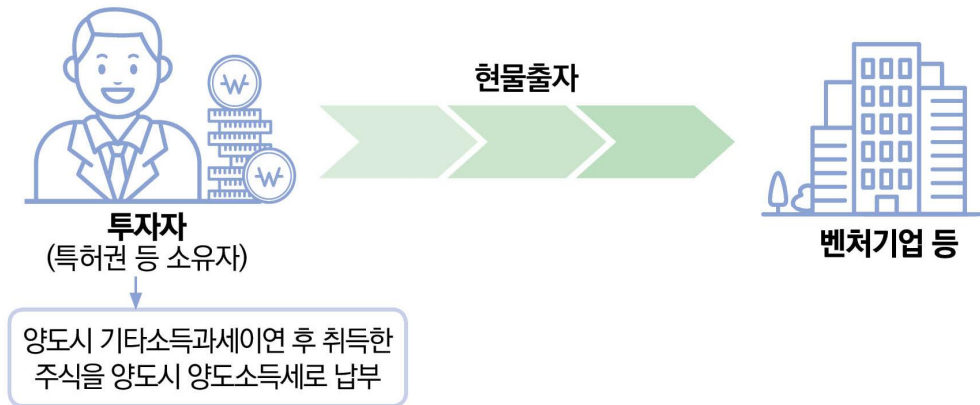 현물출자
투자자
(특허권 등 소유자)
벤처기업 등
양도시 기타소득과세이연 후 취득한
주식을 양도시 양도소득세로 납부